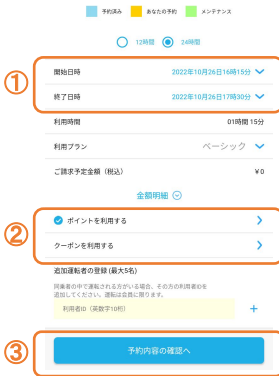 予約済み あなたの予約 メンテナンス
12時間 24時間
①
開始日時 2022年10月26日16時15分
終了日時 2022年10月26日17時30分
利用時間 01時間 15分
利用プラン ベーシック
ご請求予定金額（税込） ¥0
金額明細
②
ポイントを利用する
クーポンを利用する
追加運転者の登録 (最大5名)
同乗者の中で運転される方がいる場合、その方の利用者IDを
追加してください。運転は会員に限ります。
利用者ID（英数字10桁） +
③
予約内容の確認へ